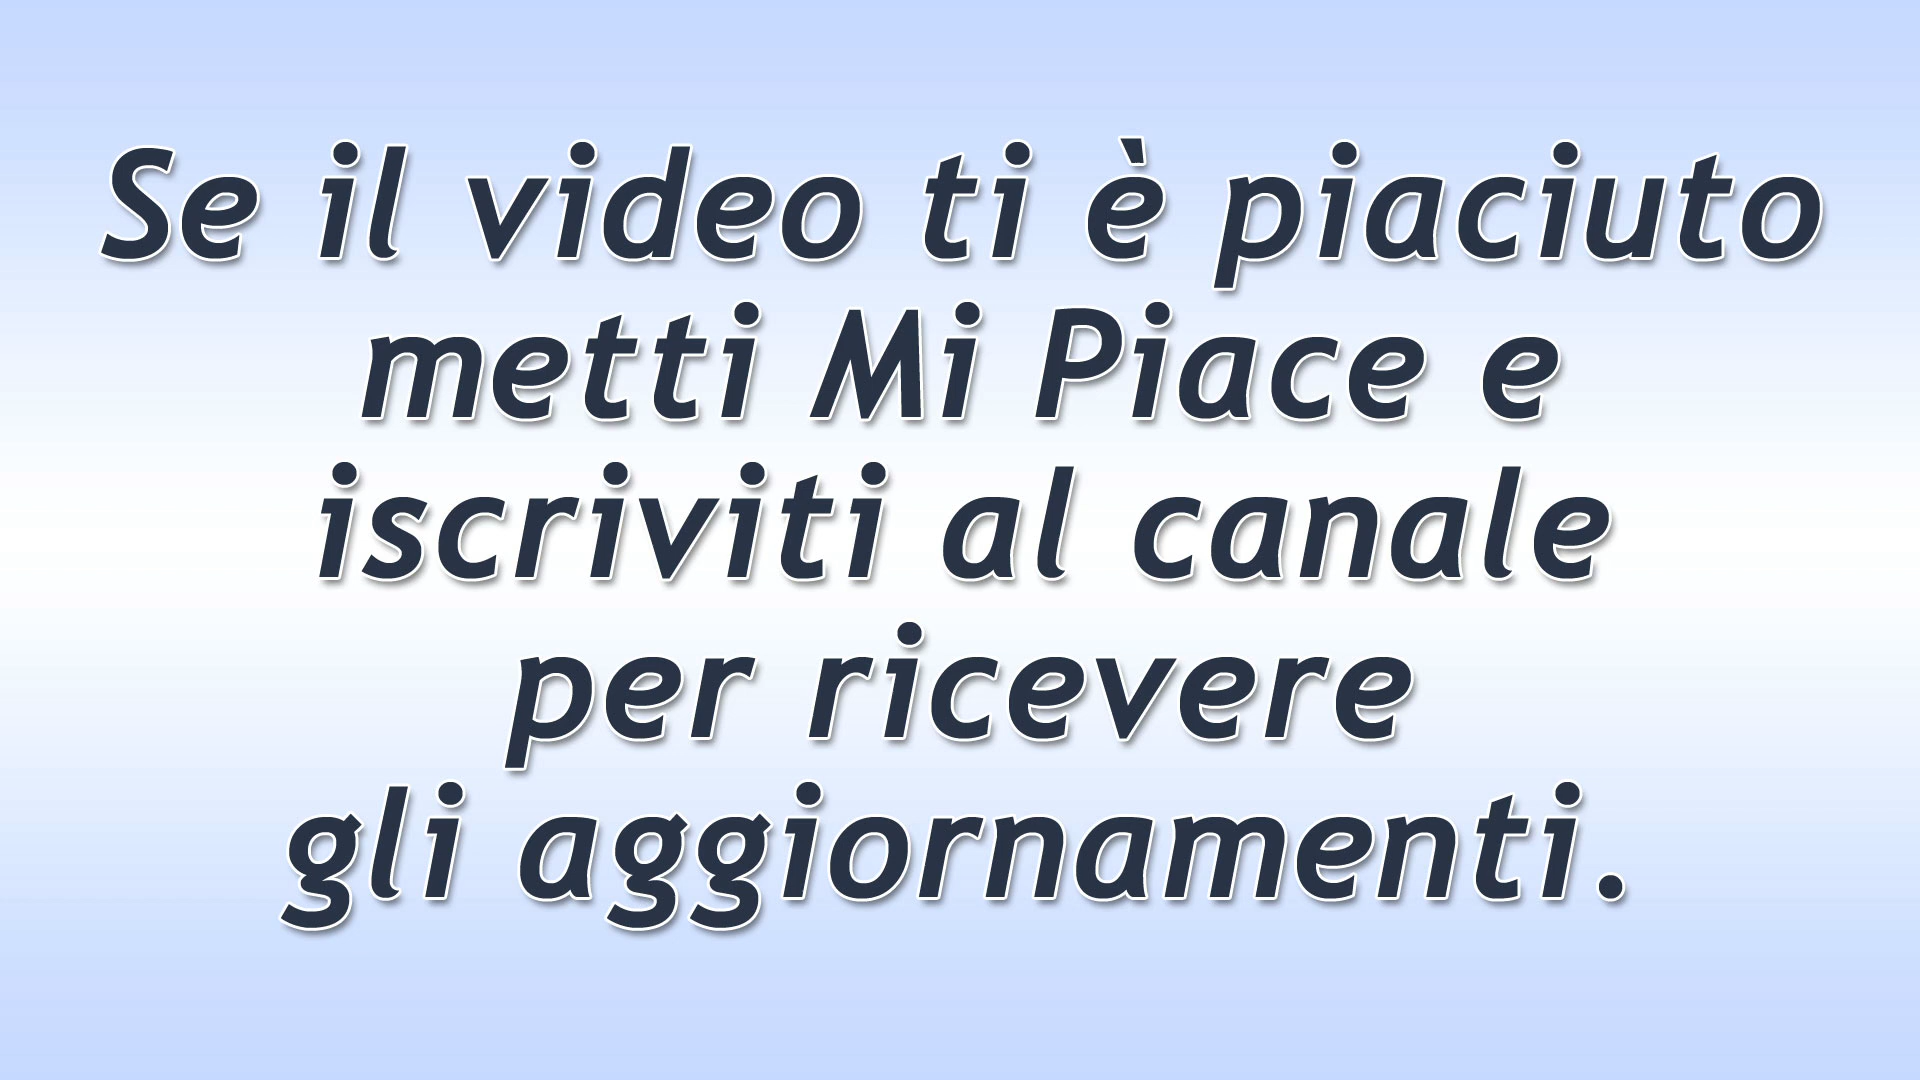 Se il video ti è piaciuto
metti Mi Piace e
iscriviti al canale
per ricevere
gli aggiornamenti.